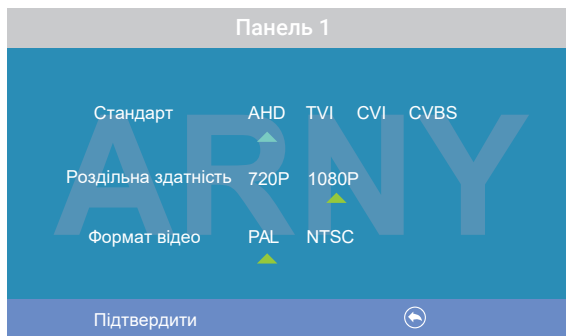 Панель 1
Стандарт AHD TVI CVI CVBS
Роздільна здатність 720P 1080P
Формат відео PAL NTSC
ARNY
Підтвердити